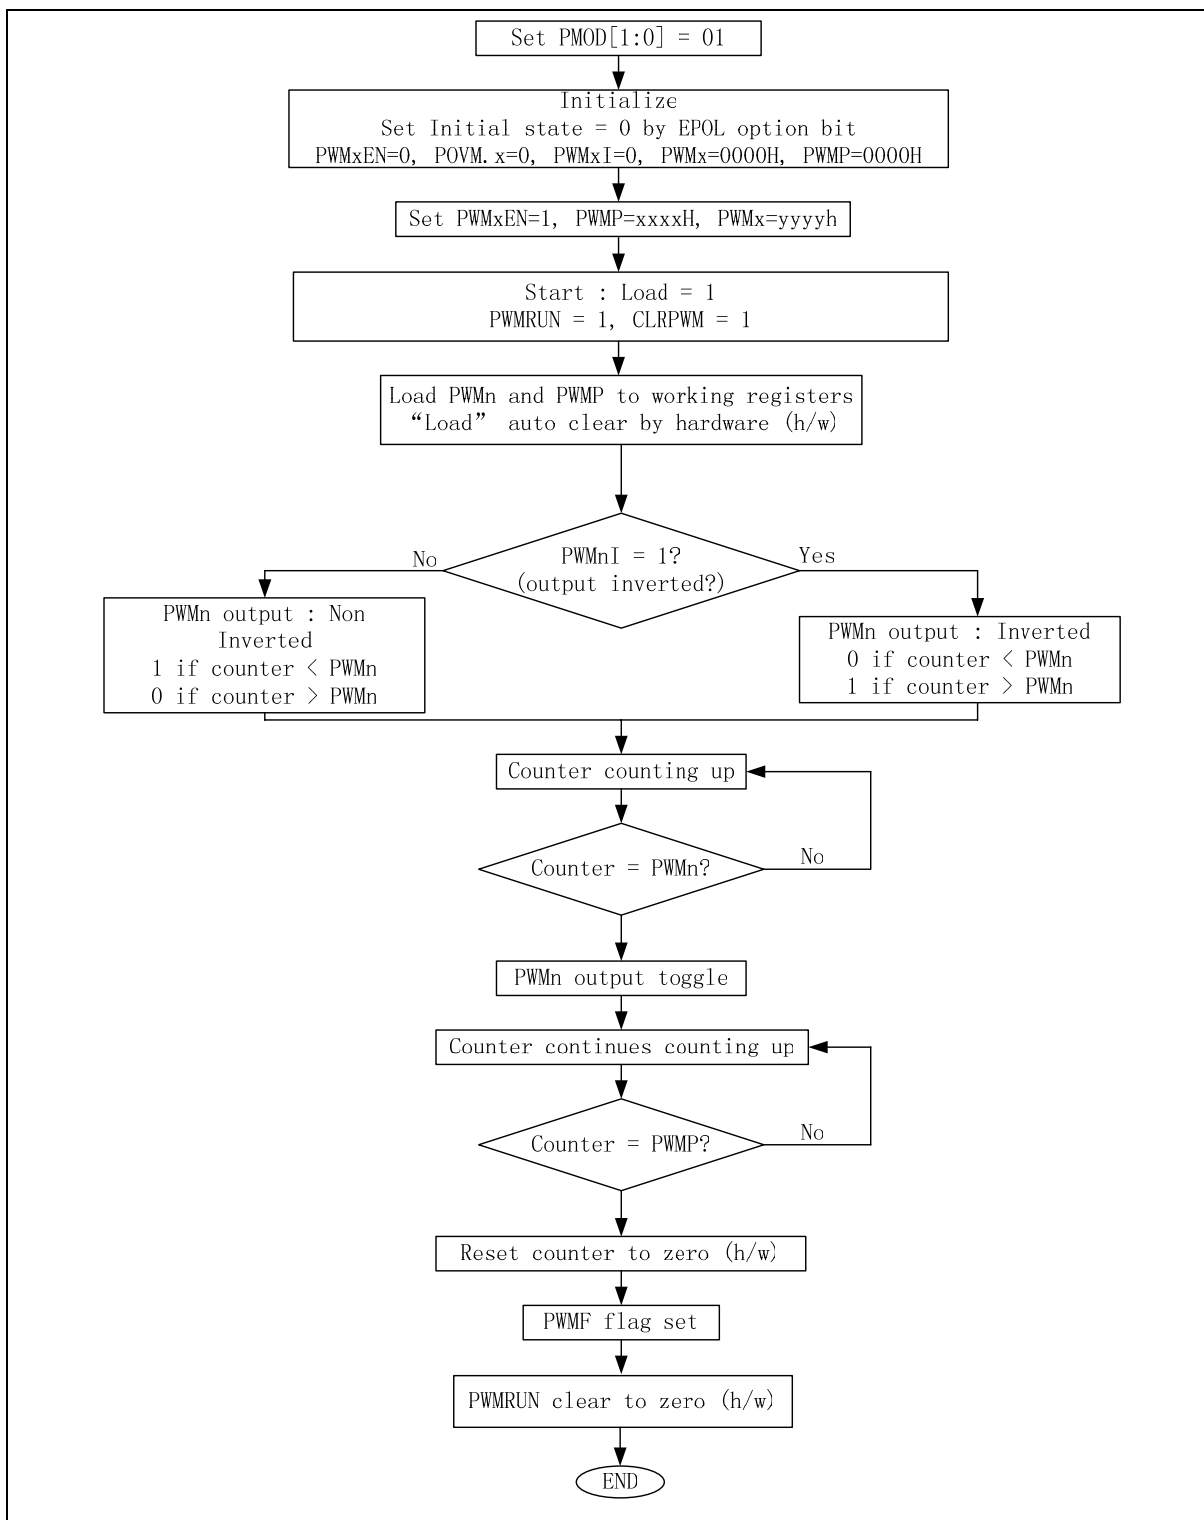 Set PMOD[1:0] = 01
Initialize
Set Initial state = 0 by EPOL option bit
PWMxEN=0, POVM.x=0, PWMxI=0, PWMx=0000H, PWMP=0000H
Set PWMxEN=1, PWMP=xxxxH, PWMx=yyyyh
Start : Load = 1
PWMRUN = 1, CLRPWM = 1
Load PWMn and PWMP to working registers
“Load” auto clear by hardware (h/w)
PWMnI = 1?
(output inverted?)
No
Yes
PWMn output : Non
Inverted
1 if counter < PWMn
0 if counter > PWMn
PWMn output : Inverted
0 if counter < PWMn
1 if counter > PWMn
Counter counting up
Counter = PWMn?
No
PWMn output toggle
Counter continues counting up
Counter = PWMP?
No
Reset counter to zero (h/w)
PWMF flag set
PWMRUN clear to zero (h/w)
END